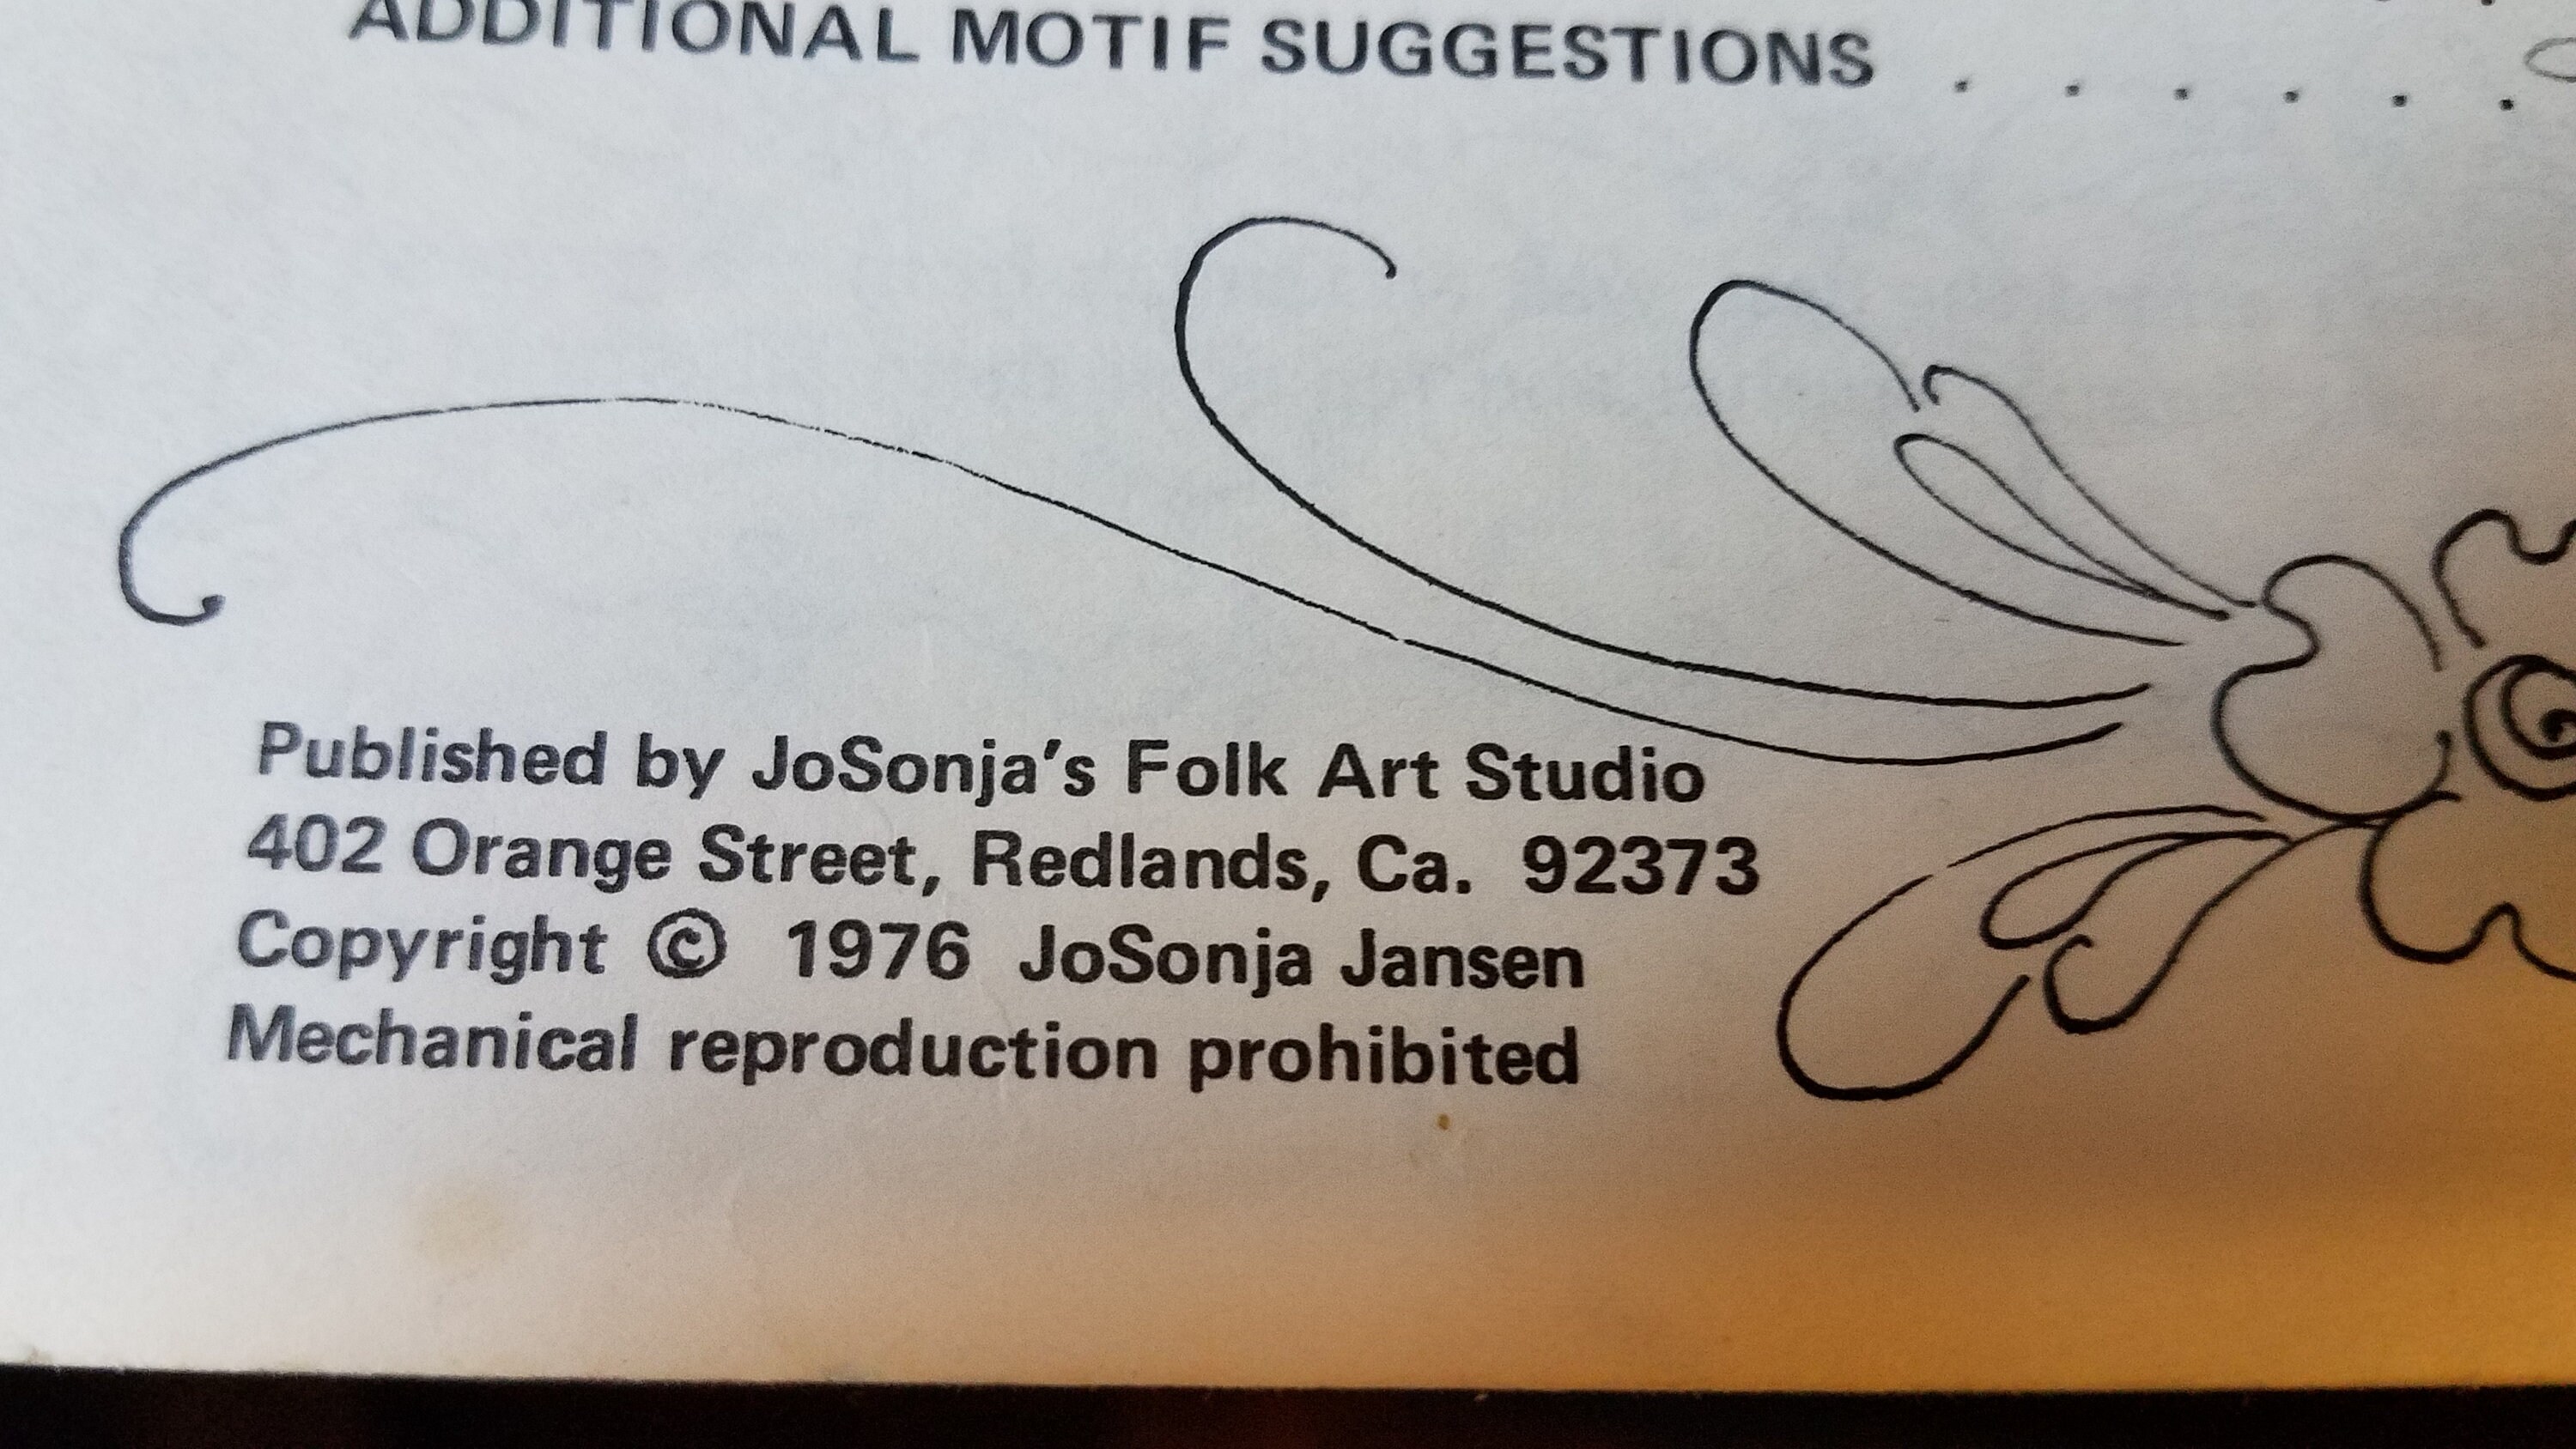 ADDITIONAL MOTIF SUGGESTIONS . . . . . .
Published by JoSonja's Folk Art Studio
402 Orange Street, Redlands, Ca. 92373
Copyright © 1976 JoSonja Jansen
Mechanical reproduction prohibited